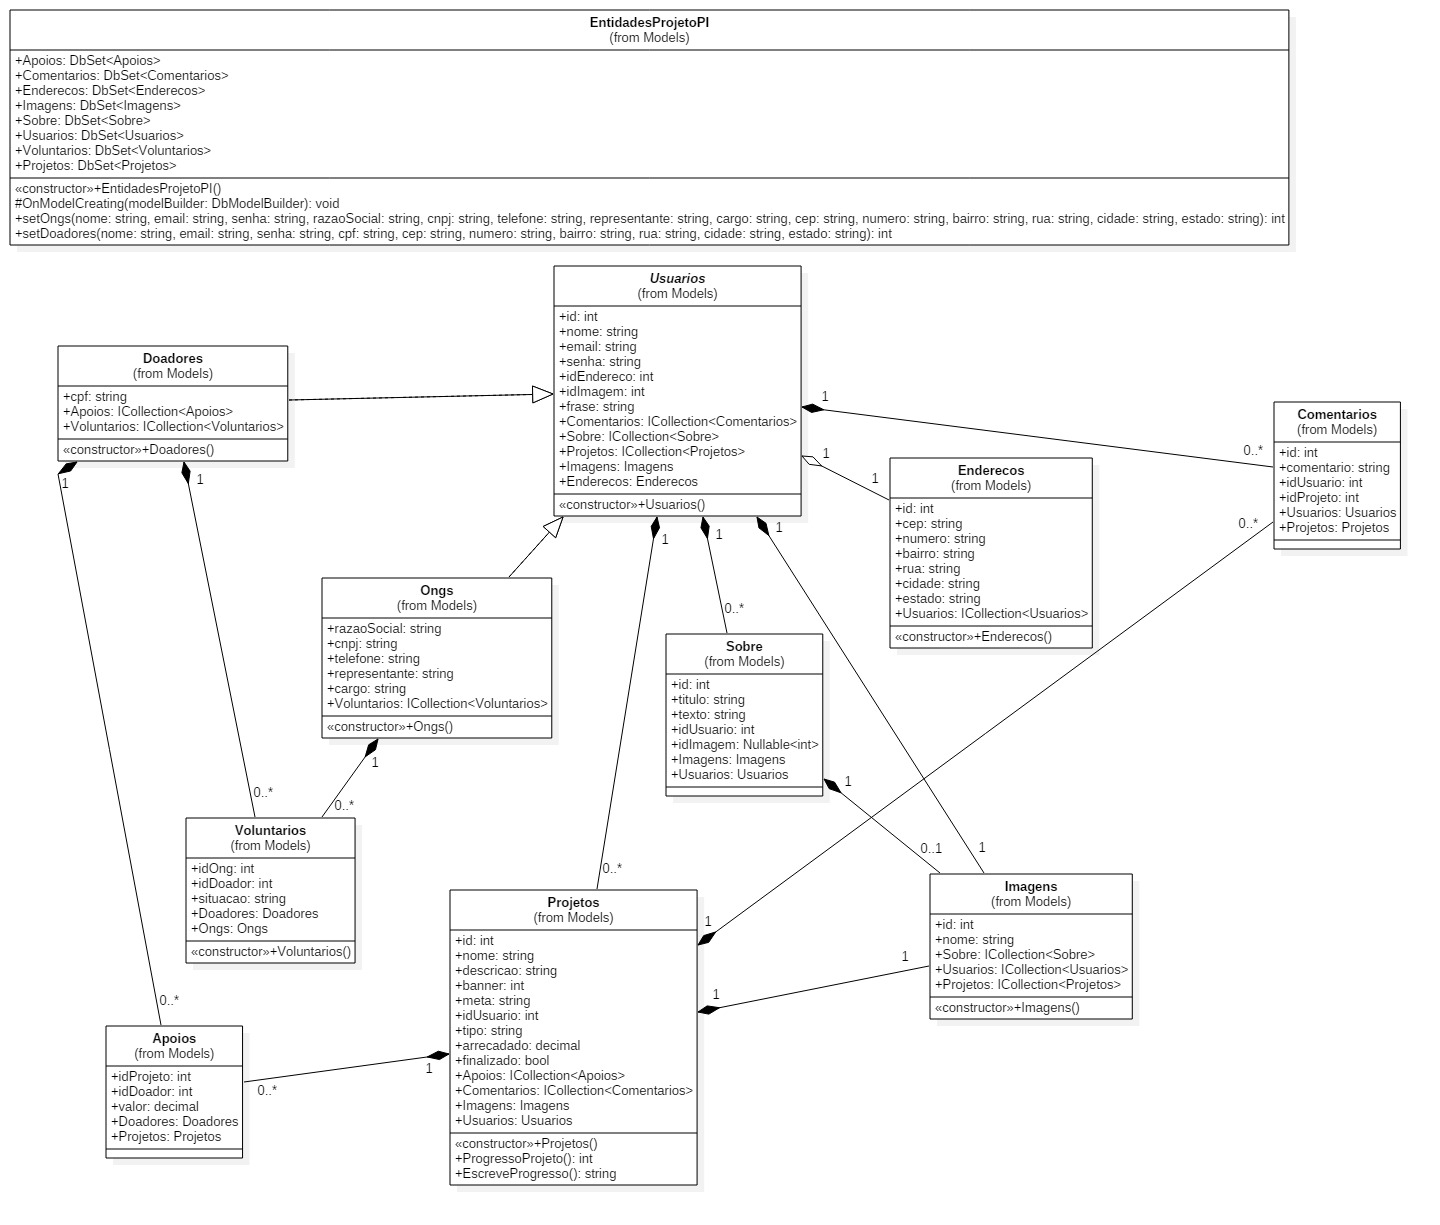 EntidadesProjetoPI
(from Models)
+Apoios: DbSet<Apoios>
+Comentarios: DbSet<Comentarios>
+Enderecos: DbSet<Enderecos>
+Imagens: DbSet<Imagens>
+Sobre: DbSet<Sobre>
+Usuarios: DbSet<Usuarios>
+Voluntarios: DbSet<Voluntarios>
+Projetos: DbSet<Projetos>
«constructor»+EntidadesProjetoPI()
#OnModelCreating(modelBuilder: DbModelBuilder): void
+setOngs(nome: string, email: string, senha: string, razaoSocial: string, cnpj: string, telefone: string, representante: string, cargo: string, cep: string, numero: string, bairro: string, rua: string, cidade: string, estado: string): int
+setDoadores(nome: string, email: string, senha: string, cpf: string, cep: string, numero: string, bairro: string, rua: string, cidade: string, estado: string): int
Usuarios
(from Models)
+id: int
+nome: string
+email: string
+senha: string
+idEndereco: int
+idImagem: int
+frase: string
+Comentarios: ICollection<Comentarios>
+Sobre: ICollection<Sobre>
+Projetos: ICollection<Projetos>
+Imagens: Imagens
+Enderecos: Enderecos
«constructor»+Usuarios()
Doadores
(from Models)
+cpf: string
+Apoios: ICollection<Apoios>
+Voluntarios: ICollection<Voluntarios>
«constructor»+Doadores()
1
1
1
0..*
1
1
Comentarios
(from Models)
+id: int
+comentario: string
+idUsuario: int
+idProjeto: int
+Usuarios: Usuarios
+Projetos: Projetos
0..*
Enderecos
(from Models)
+id: int
+cep: string
+numero: string
+bairro: string
+rua: string
+cidade: string
+estado: string
+Usuarios: ICollection<Usuarios>
«constructor»+Enderecos()
1
1
1
0..*
Ongs
(from Models)
+razaoSocial: string
+cnpj: string
+telefone: string
+representante: string
+cargo: string
+Voluntarios: ICollection<Voluntarios>
«constructor»+Ongs()
1
0..*
0..*
Sobre
(from Models)
+id: int
+titulo: string
+texto: string
+idUsuario: int
+idImagem: Nullable<int>
+Imagens: Imagens
+Usuarios: Usuarios
1
0..1
1
Voluntarios
(from Models)
+idOng: int
+idDoador: int
+situacao: string
+Doadores: Doadores
+Ongs: Ongs
«constructor»+Voluntarios()
0..*
Projetos
(from Models)
+id: int
+nome: string
+descricao: string
+banner: int
+meta: string
+idUsuario: int
+tipo: string
+arrecadado: decimal
+finalizado: bool
+Apoios: ICollection<Apoios>
+Comentarios: ICollection<Comentarios>
+Imagens: Imagens
+Usuarios: Usuarios
«constructor»+Projetos()
+ProgressoProjeto(): int
+EscreveProgresso(): string
1
1
1
Imagens
(from Models)
+id: int
+nome: string
+Sobre: ICollection<Sobre>
+Usuarios: ICollection<Usuarios>
+Projetos: ICollection<Projetos>
«constructor»+Imagens()
0..*
Apoios
(from Models)
+idProjeto: int
+idDoador: int
+valor: decimal
+Doadores: Doadores
+Projetos: Projetos
0..*
1